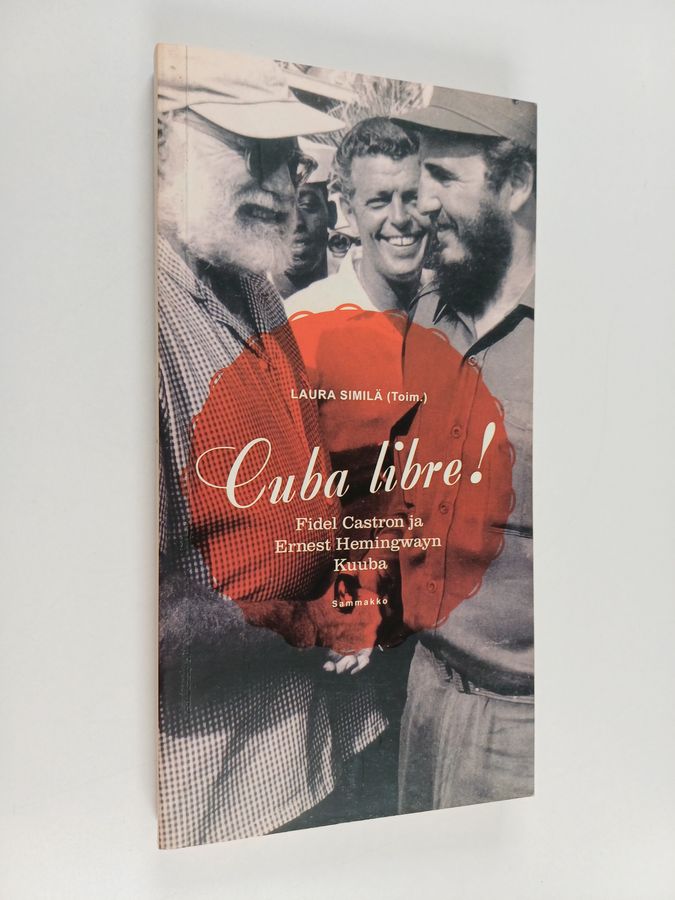 LAURA SIMILÄ (Toim.)
Cuba libre!
Fidel Castron ja
Ernest Hemingwayn
Kuuba
Sammakko